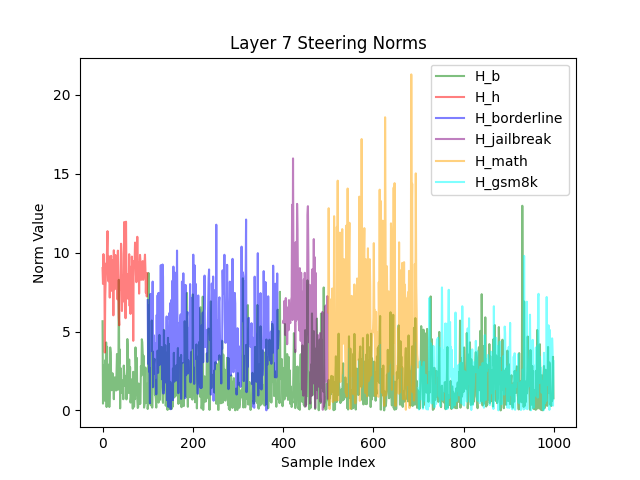 Layer 7 Steering Norms
Norm Value
20
15
10
5
0
H_b
H_h
H_borderline
H_jailbreak
H_math
H_gsm8k
0 200 400 600 800 1000
Sample Index